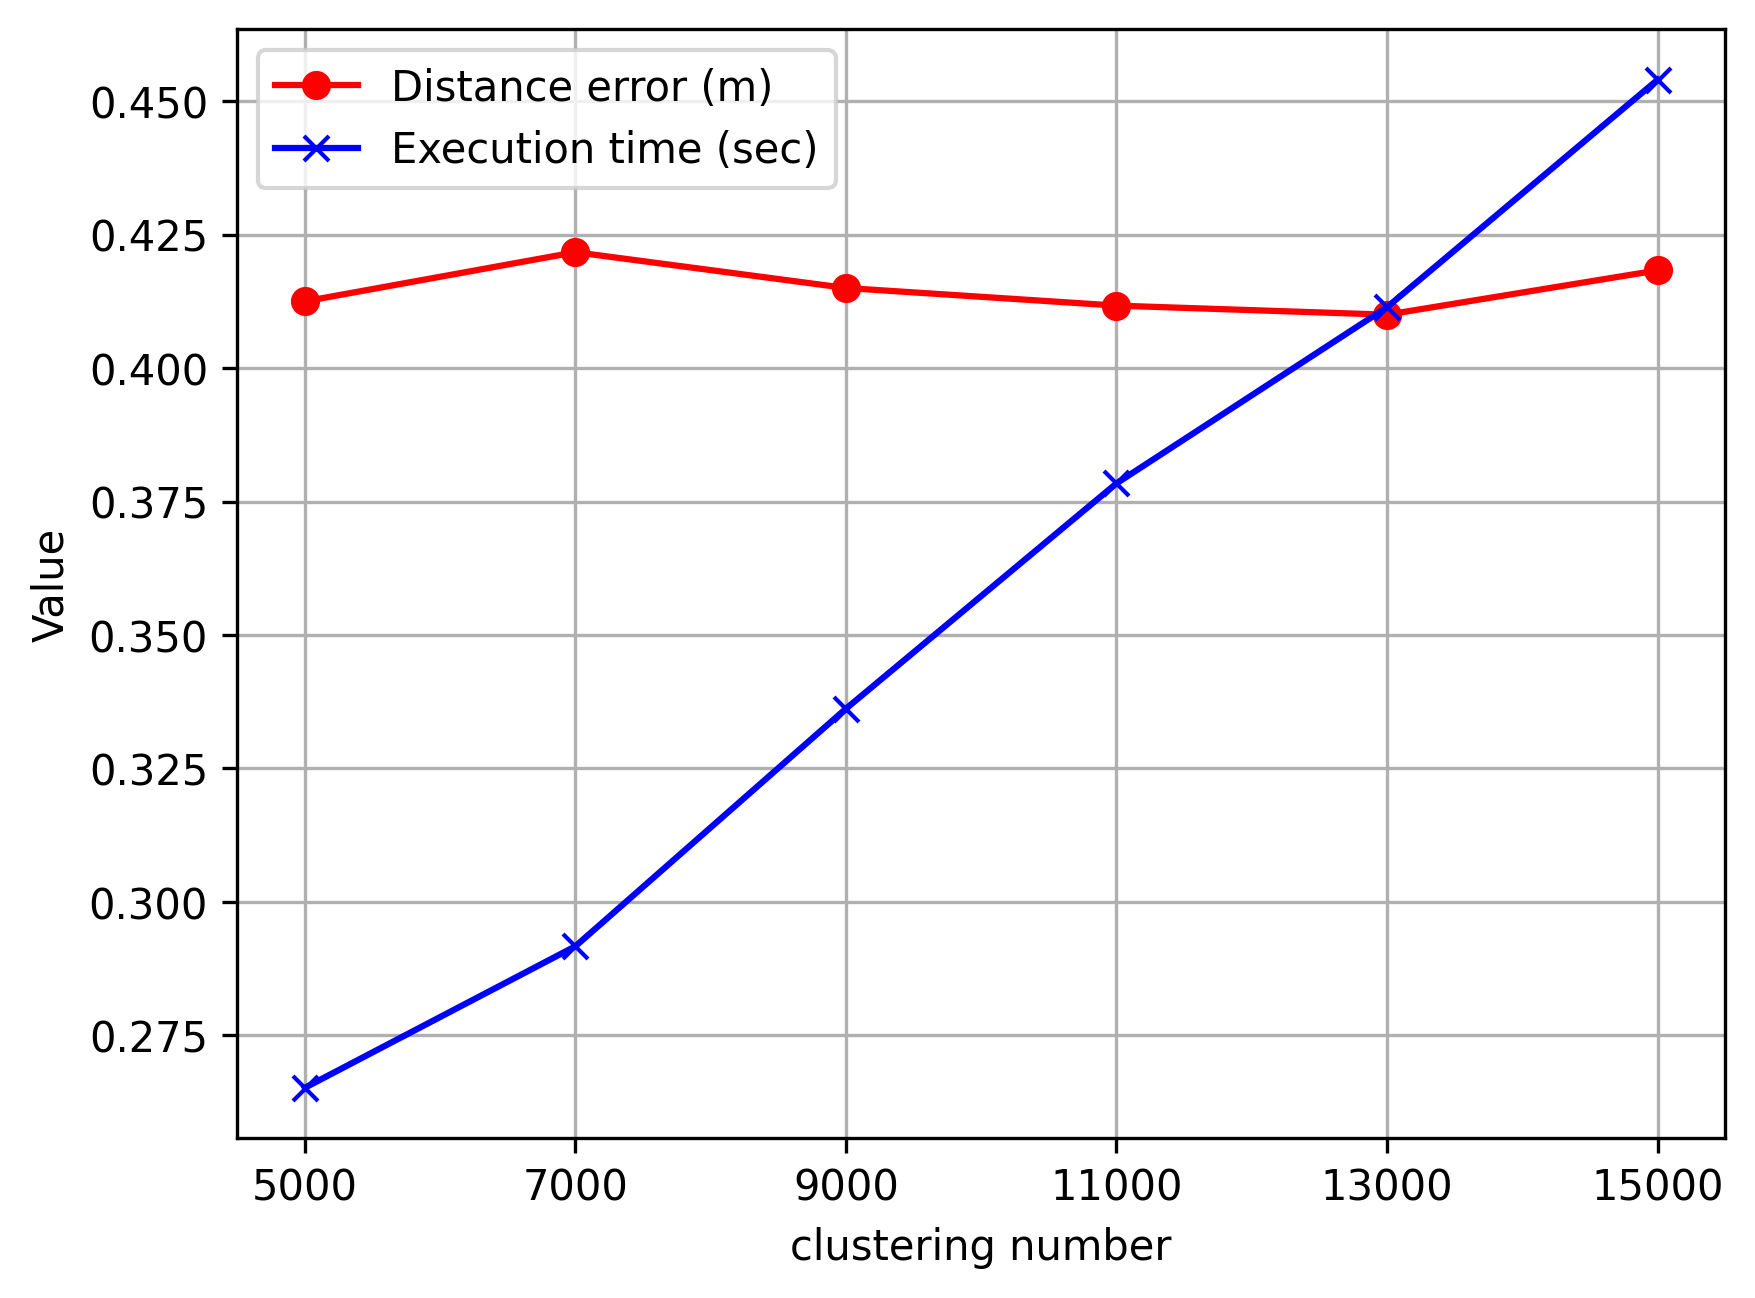 Distance error (m)
Execution time (sec)
0.450
0.425
0.400
0.375
0.350
0.325
0.300
0.275
Value
5000 7000 9000 11000 13000 15000
clustering number